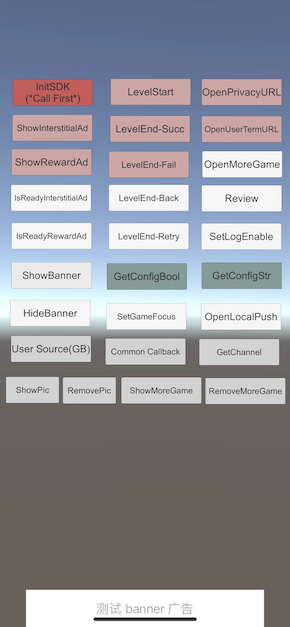 InitSDK
(*Call First*)
LevelStart
OpenPrivacyURL
ShowInterstitialAd
LevelEnd-Succ
OpenUserTermURL
ShowRewardAd
LevelEnd-Fail
OpenMoreGame
IsReadyInterstitialAd
LevelEnd-Back
Review
IsReadyRewardAd
LevelEnd-Retry
SetLogEnable
ShowBanner
GetConfigBool
GetConfigStr
HideBanner
SetGameFocus
OpenLocalPush
User Source(GB)
Common Callback
GetChannel
ShowPic
RemovePic
ShowMoreGame
RemoveMoreGame
测试 banner 广告